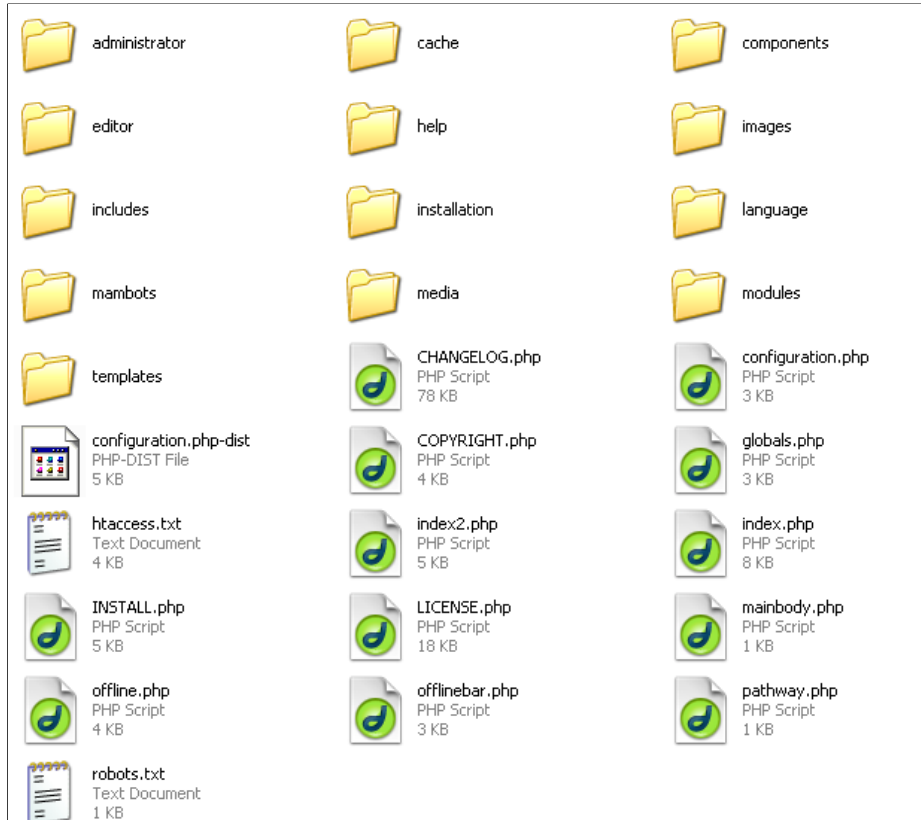 administrator
cache
components
editor
help
images
includes
installation
language
mambots
media
modules
templates
CHANGELOG.php
PHP Script
78 KB
configuration.php
PHP Script
3 KB
configuration.php-dist
PHP-DIST File
5 KB
COPYRIGHT.php
PHP Script
4 KB
globals.php
PHP Script
3 KB
htaccess.txt
Text Document
4 KB
index2.php
PHP Script
5 KB
index.php
PHP Script
8 KB
INSTALL.php
PHP Script
5 KB
LICENSE.php
PHP Script
18 KB
mainbody.php
PHP Script
1 KB
offline.php
PHP Script
4 KB
offlinebar.php
PHP Script
3 KB
pathway.php
PHP Script
1 KB
robots.txt
Text Document
1 KB